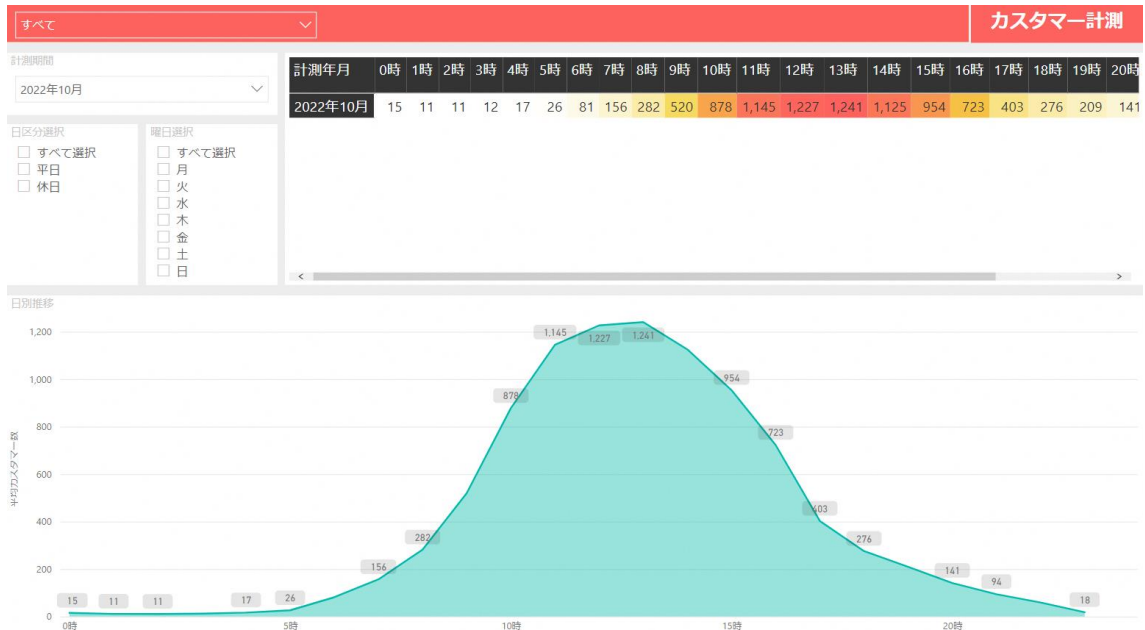 すべて
カスタマー計測
計測期間
2022年10月
日区分選択
すべて選択
平日
休日
曜日選択
すべて選択
月
火
水
木
金
土
日
計測年月 0時 1時 2時 3時 4時 5時 6時 7時 8時 9時 10時 11時 12時 13時 14時 15時 16時 17時 18時 19時 20時
2022年10月 15 11 11 12 17 26 81 156 282 520 878 1,145 1,227 1,241 1,125 954 723 403 276 209 141
日別推移
平均カスタマー数
1,200
1,000
800
600
400
200
0
15 11 11 17 26 156 282 878 1,145 1,227 1,241 954 723 403 276 141 94 18
0時 5時 10時 15時 20時